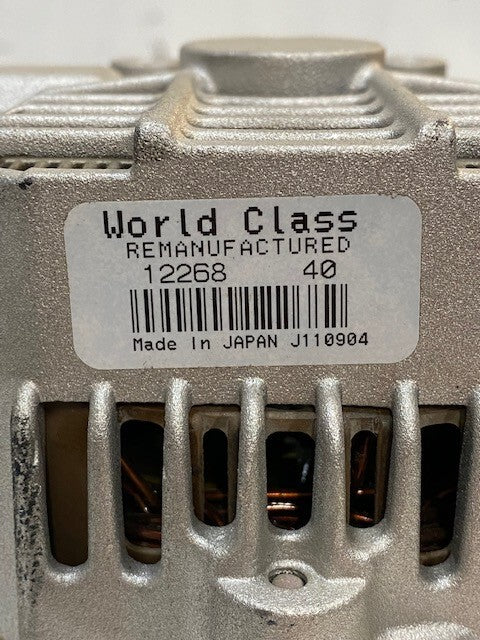 World Class
REMANUFACTURED
12268 40
Made In JAPAN J110904